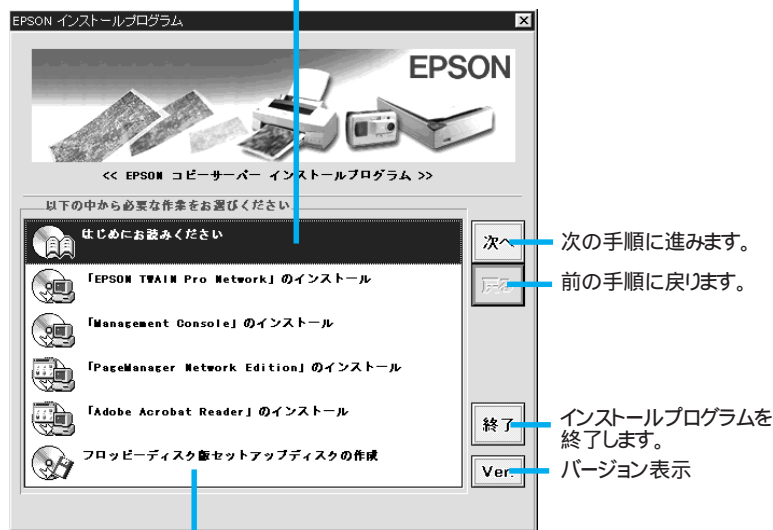 EPSON インストールプログラム
EPSON
<< EPSON コピーサーバー インストールプログラム >>
以下の中から必要な作業をお選びください
はじめにお読みください
「EPSON TWAIN Pro Network」のインストール
「Management Console」のインストール
「PageManager Network Edition」のインストール
「Adobe Acrobat Reader」のインストール
フロッピーディスク版セットアップディスクの作成
次へ
次の手順に進みます。
戻る
前の手順に戻ります。
終了
インストールプログラムを
終了します。
Ver.
バージョン表示